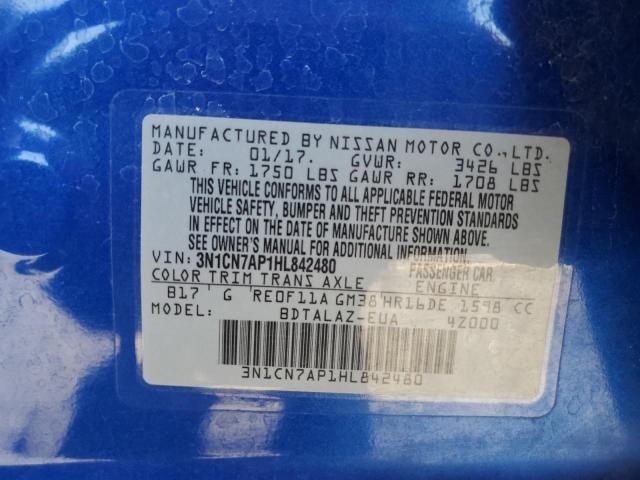 MANUFACTURED BY NISSAN MOTOR CO., LTD.
DATE: 01/17. GVWR: 3426 LBS
GAWR FR: 1750 LBS GAWR RR: 1708 LBS
THIS VEHICLE CONFORMS TO ALL APPLICABLE FEDERAL MOTOR
VEHICLE SAFETY, BUMPER AND THEFT PREVENTION STANDARDS
IN EFFECT ON THE DATE OF MANUFACTURE SHOWN ABOVE.
SEE OWNER'S MANUAL FOR ADDITIONAL INFORMATION.
VIN: 3N1CN7AP1HL842480 PASSENGER CAR
COLOR TRIM TRANS AXLE ENGINE
B17 ' G RE0F11A GM38'HR16DE 1598 CC
MODEL: BDTALAZ-EUA 4Z000
3N1CN7AP1HL842480